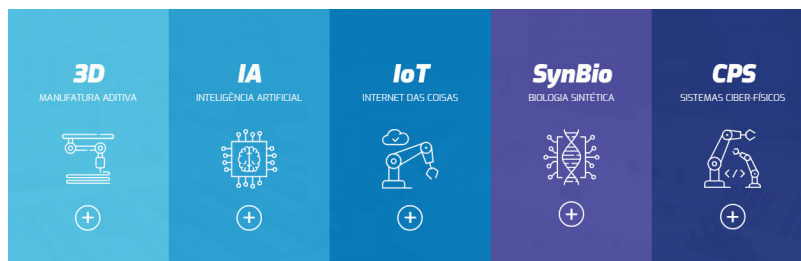 3D
MANUFATURA ADITIVA
IA
INTELIGÊNCIA ARTIFICIAL
IoT
INTERNET DAS COISAS
SynBio
BIOLOGIA SINTÉTICA
CPS
SISTEMAS CIBER-FÍSICOS